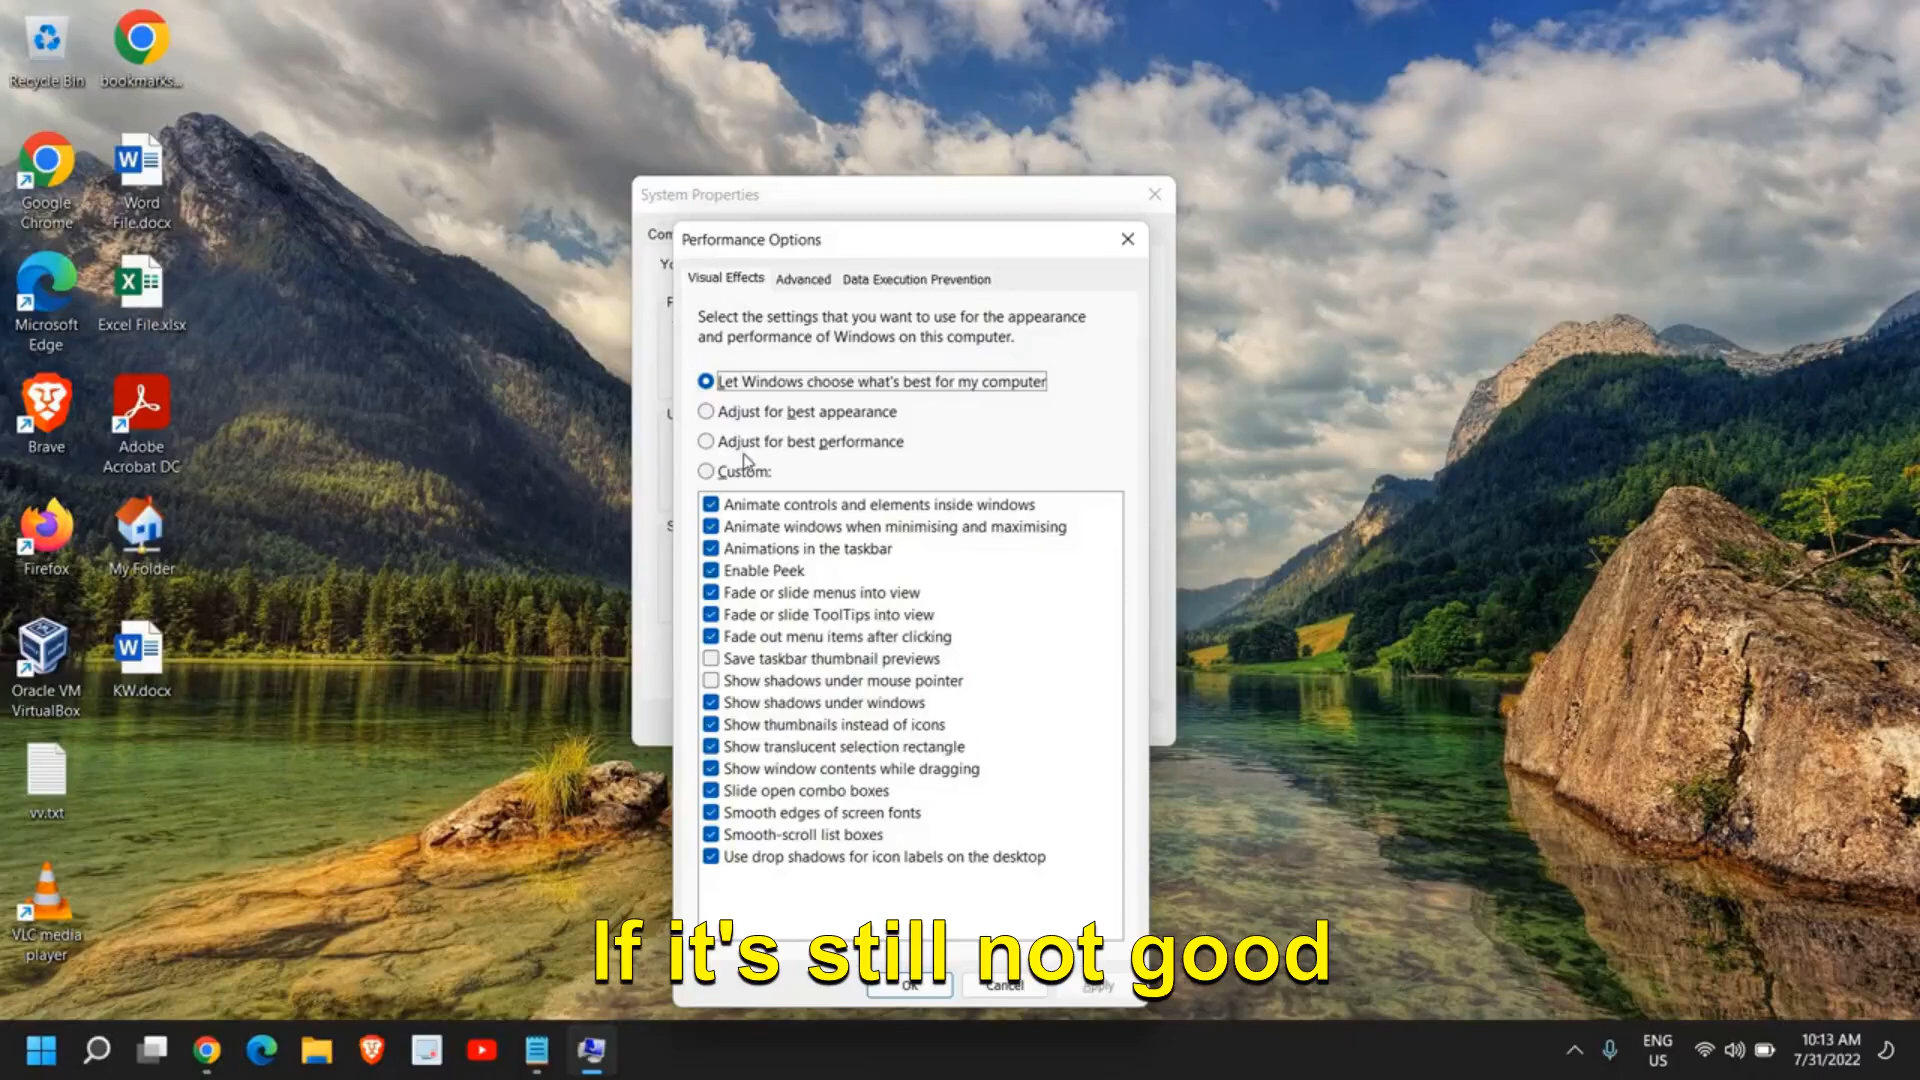 Recycle Bin
bookmarks...
Google
Chrome
Word
File.docx
Microsoft
Edge
Excel File.xlsx
Brave
Adobe
Acrobat DC
Firefox
My Folder
Oracle VM
VirtualBox
KW.docx
vv.txt
VLC media
player
System Properties
Com
Performance Options
Visual Effects
Advanced
Data Execution Prevention
Select the settings that you want to use for the appearance
and performance of Windows on this computer.
Let Windows choose what's best for my computer
Adjust for best appearance
Adjust for best performance
Custom:
Animate controls and elements inside windows
Animate windows when minimising and maximising
Animations in the taskbar
Enable Peek
Fade or slide menus into view
Fade or slide ToolTips into view
Fade out menu items after clicking
Save taskbar thumbnail previews
Show shadows under mouse pointer
Show shadows under windows
Show thumbnails instead of icons
Show translucent selection rectangle
Show window contents while dragging
Slide open combo boxes
Smooth edges of screen fonts
Smooth-scroll list boxes
Use drop shadows for icon labels on the desktop
If it's still not good
OK
Cancel
Apply
ENG
US
10:13 AM
7/31/2022